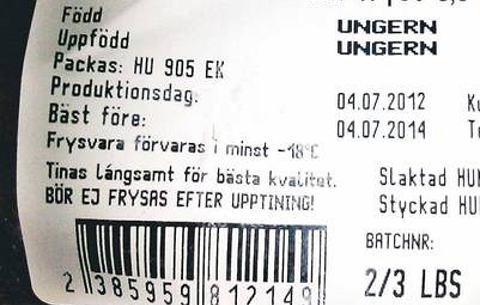 Född UNGERN
Uppfödd UNGERN
Packas: HU 905 EK
Produktionsdag: 04.07.2012
Bäst före: 04.07.2014
Frysvara förvaras i minst -18°C
Tinas långsamt för bästa kvalitet. Slaktad
BÖR EJ FRYSAS EFTER UPPTINING! Styckad
BATCHNR:
2/3 LBS
2 385959 812149